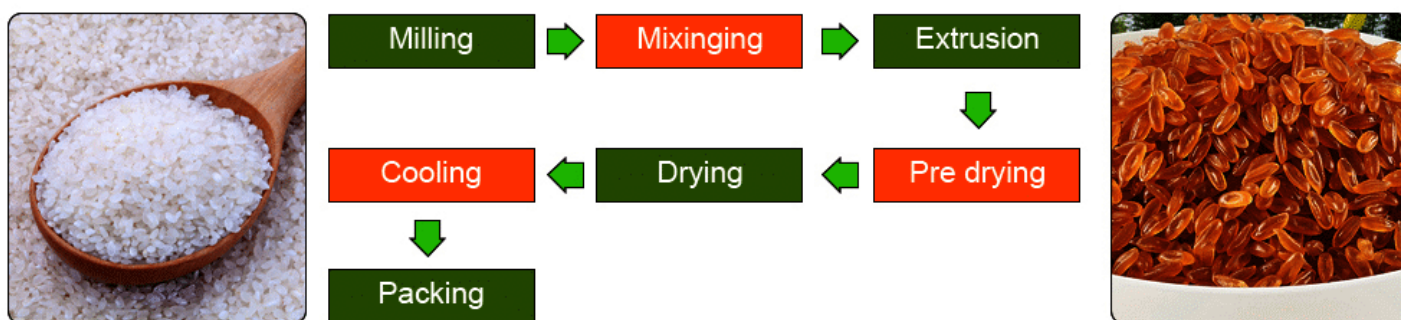 Milling
Mixinging
Extrusion
Pre drying
Drying
Cooling
Packing